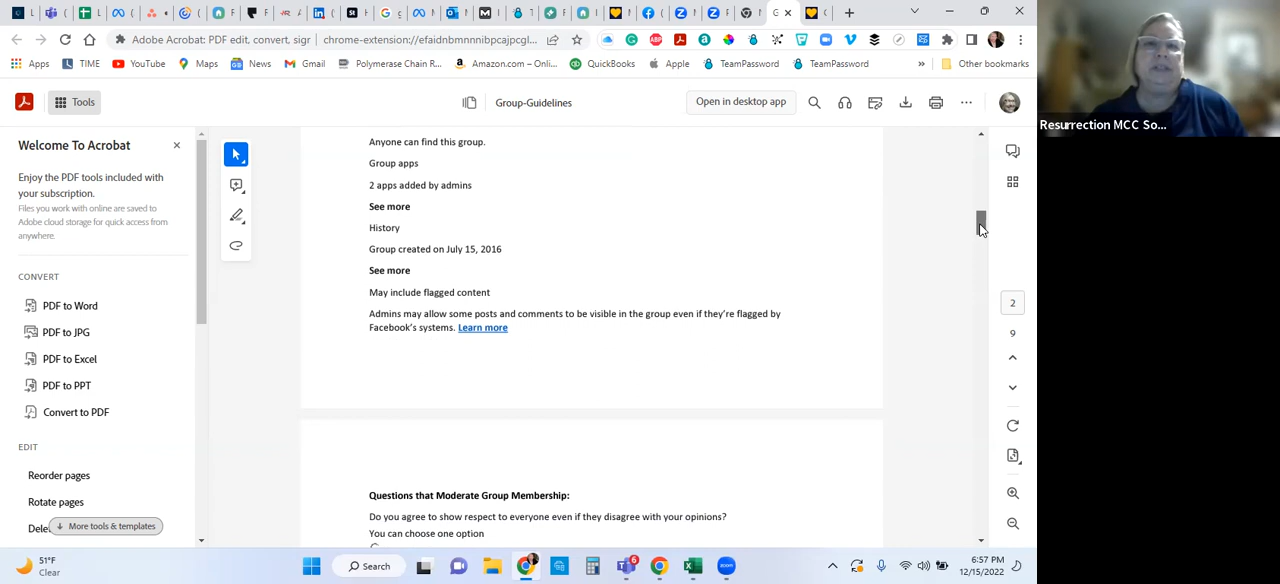 Adobe Acrobat: PDF edit, convert, sigr
chrome-extension://efaidnbmnnnibpcajpcgl...
Apps
TIME
YouTube
Maps
News
Gmail
Polymerase Chain R...
Amazon.com – Onli...
QuickBooks
Apple
TeamPassword
TeamPassword
»
Other bookmarks
Resurrection MCC So...
Tools
Group-Guidelines
Open in desktop app
Welcome To Acrobat
Enjoy the PDF tools included with
your subscription.
Files you work with online are saved to
Adobe cloud storage for quick access from
anywhere.
CONVERT
PDF to Word
PDF to JPG
PDF to Excel
PDF to PPT
Convert to PDF
EDIT
Reorder pages
Rotate pages
Dele
More tools & templates
Anyone can find this group.
Group apps
2 apps added by admins
See more
History
Group created on July 15, 2016
See more
May include flagged content
Admins may allow some posts and comments to be visible in the group even if they're flagged by
Facebook's systems. Learn more
Questions that Moderate Group Membership:
Do you agree to show respect to everyone even if they disagree with your opinions?
You can choose one option
2
9
51°F
Clear
Search
6
zoom
6:57 PM
12/15/2022